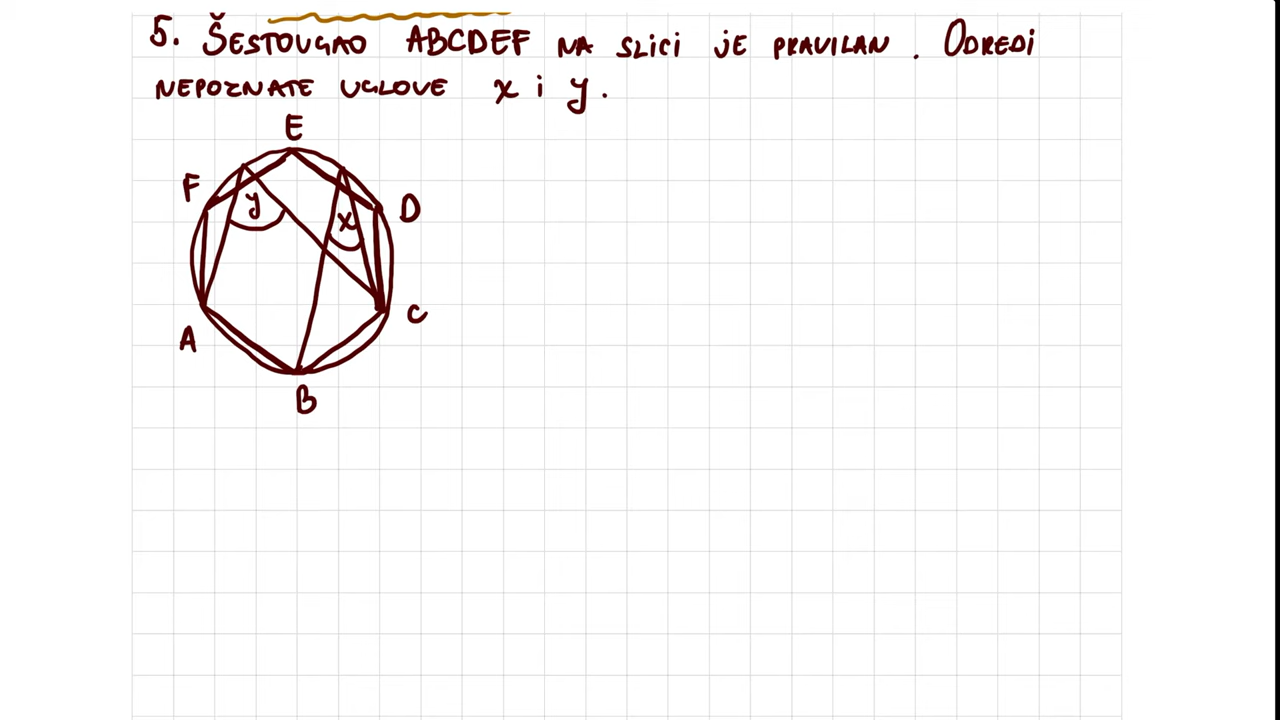 5. ŠESTOUGAO ABCDEF NA SLICI JE PRAVILAN. ODREDI
NEPOZNATE UGLOVE x i y.
E
F
y
x
D
A
C
B